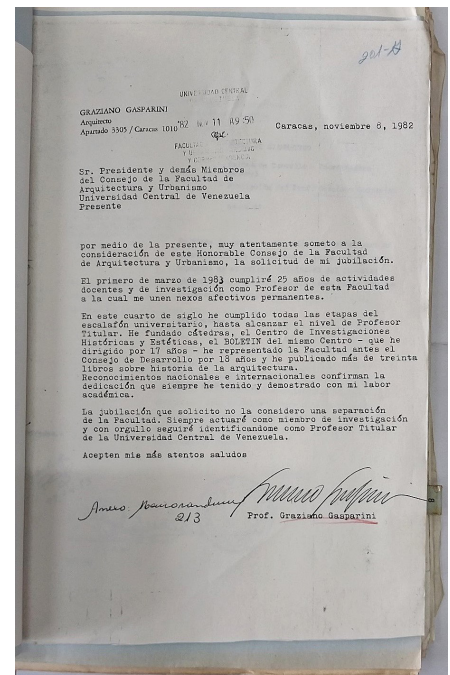 201-A
UNIVERSIDAD CENTRAL
GRAZIANO GASPARINI
Arquitecto
Apartado 3305 / Caracas 1010
'82 NOV 11 A9:50
Caracas, noviembre 8, 1982
FACULTAD
Sr. Presidente y demás Miembros
del Consejo de la Facultad de
Arquitectura y Urbanismo
Universidad Central de Venezuela
Presente
por medio de la presente, muy atentamente someto a la
consideración de este Honorable Consejo de la Facultad
de Arquitectura y Urbanismo, la solicitud de mi jubilación.
El primero de marzo de 1983 cumpliré 25 años de actividades
docentes y de investigación como Profesor de esta Facultad
a la cual me unen nexos afectivos permanentes.
En este cuarto de siglo he cumplido todas las etapas del
escalafón universitario, hasta alcanzar el nivel de Profesor
Titular. He fundado cátedras, el Centro de Investigaciones
Históricas y Estéticas, el BOLETIN del mismo Centro - que he
dirigido por 17 años - he representado la Facultad antes el
Consejo de Desarrollo por 18 años y he publicado más de treinta
libros sobre historia de la arquitectura.
Reconocimientos nacionales e internacionales confirman la
dedicación que siempre he tenido y demostrado con mi labor
académica.
La jubilación que solicito no la considero una separación
de la Facultad. Siempre actuaré como miembro de investigación
y con orgullo seguiré identificandome como Profesor Titular
de la Universidad Central de Venezuela.
Acepten mis más atentos saludos
Anexo Memorandum
213
Prof. Graziano Gasparini